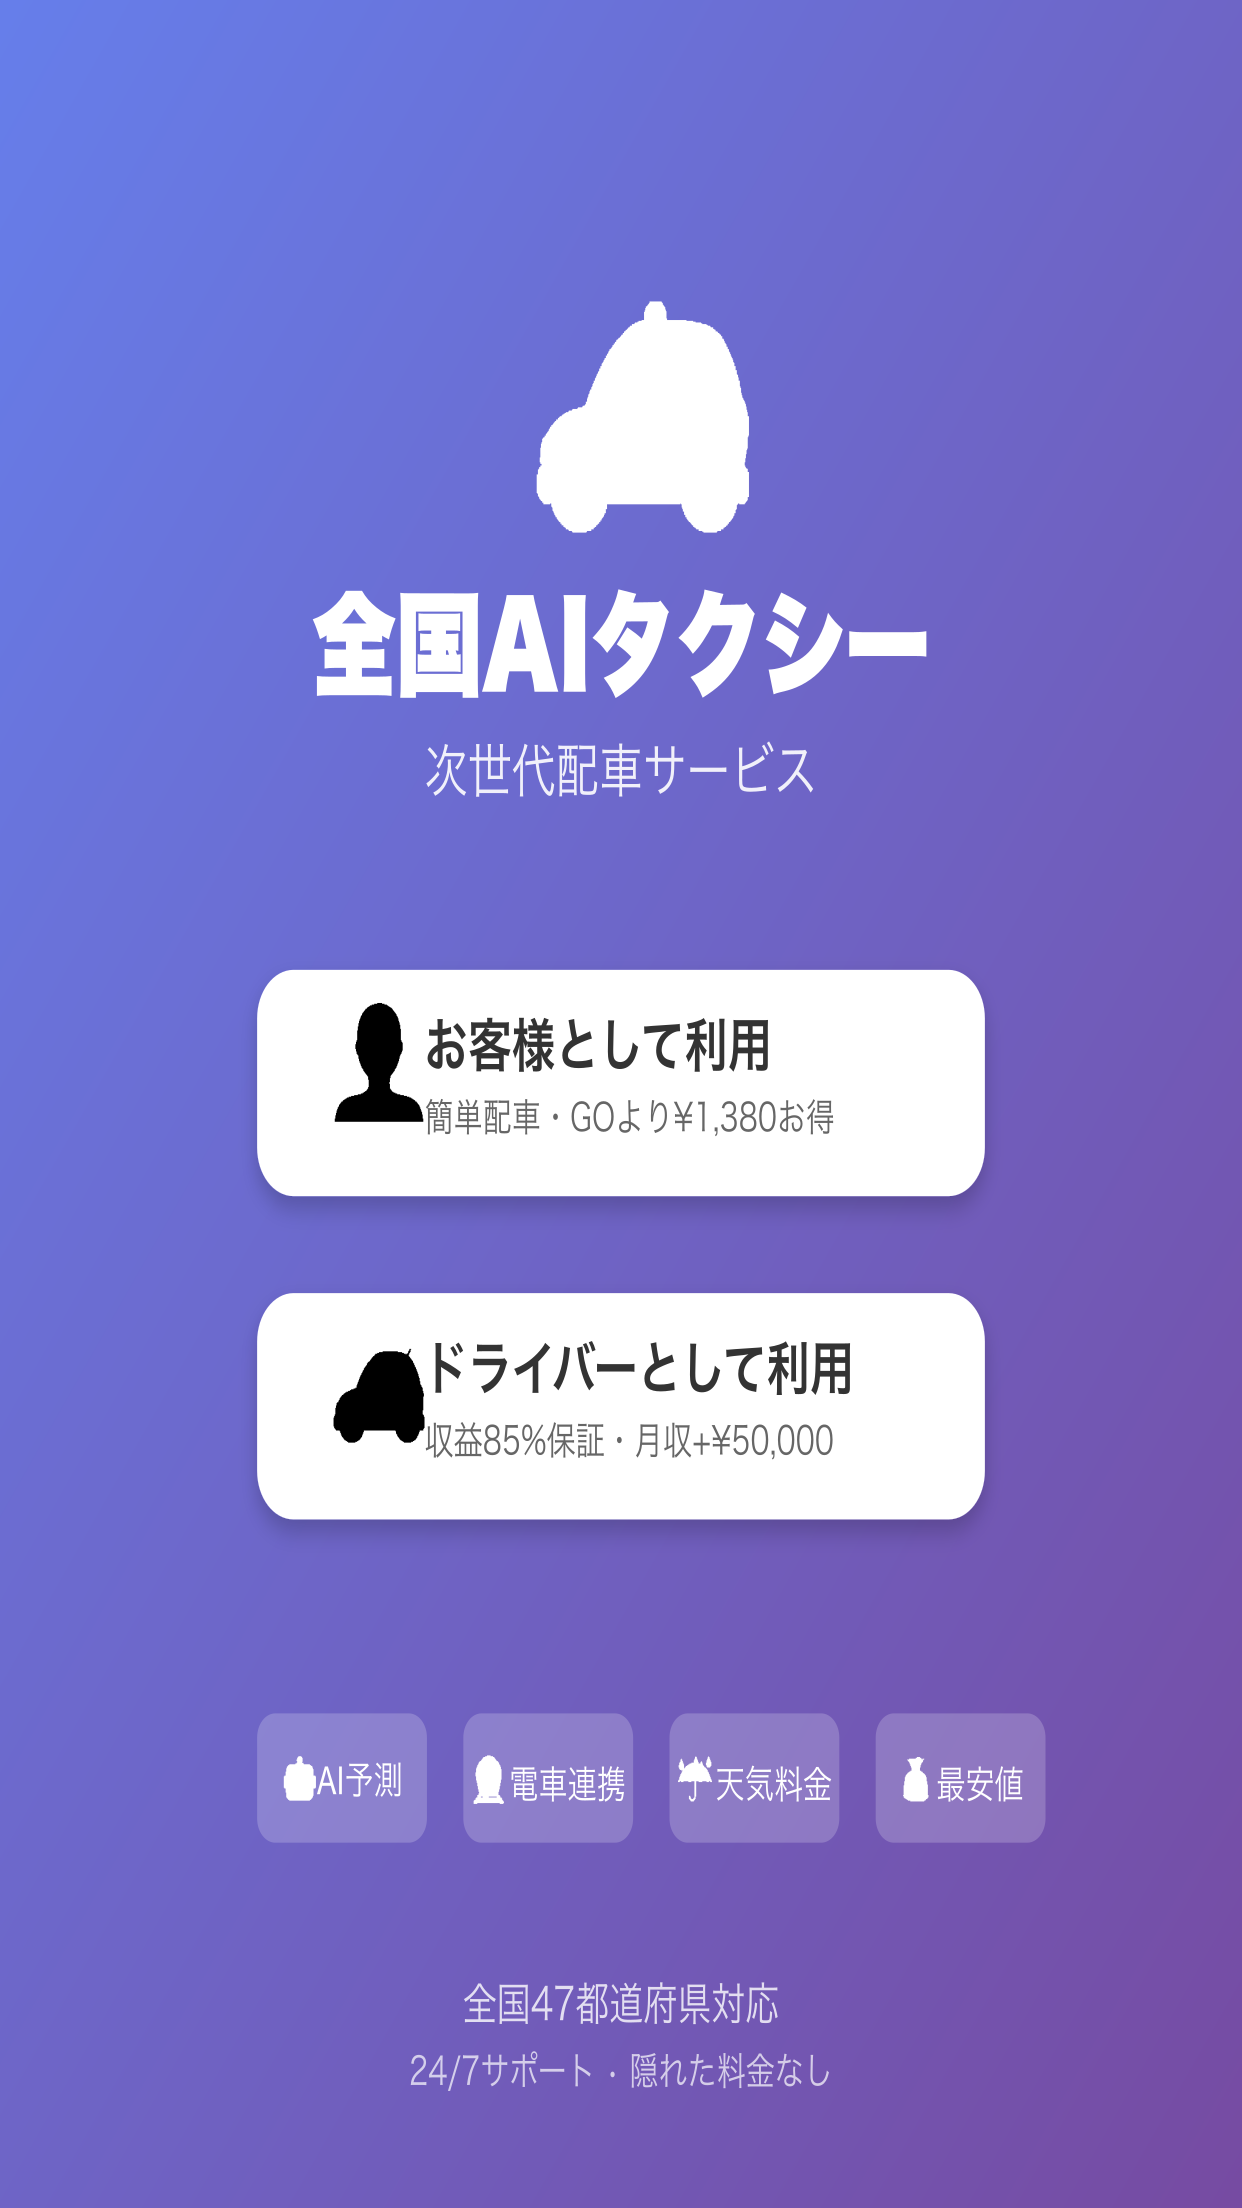 全国AIタクシー
次世代配車サービス
お客様として利用
簡単配車・GOより¥1,380お得
ドライバーとして利用
収益85%保証・月収+¥50,000
AI予測
電車連携
天気料金
最安値
全国47都道府県対応
24/7サポート・隠れた料金なし